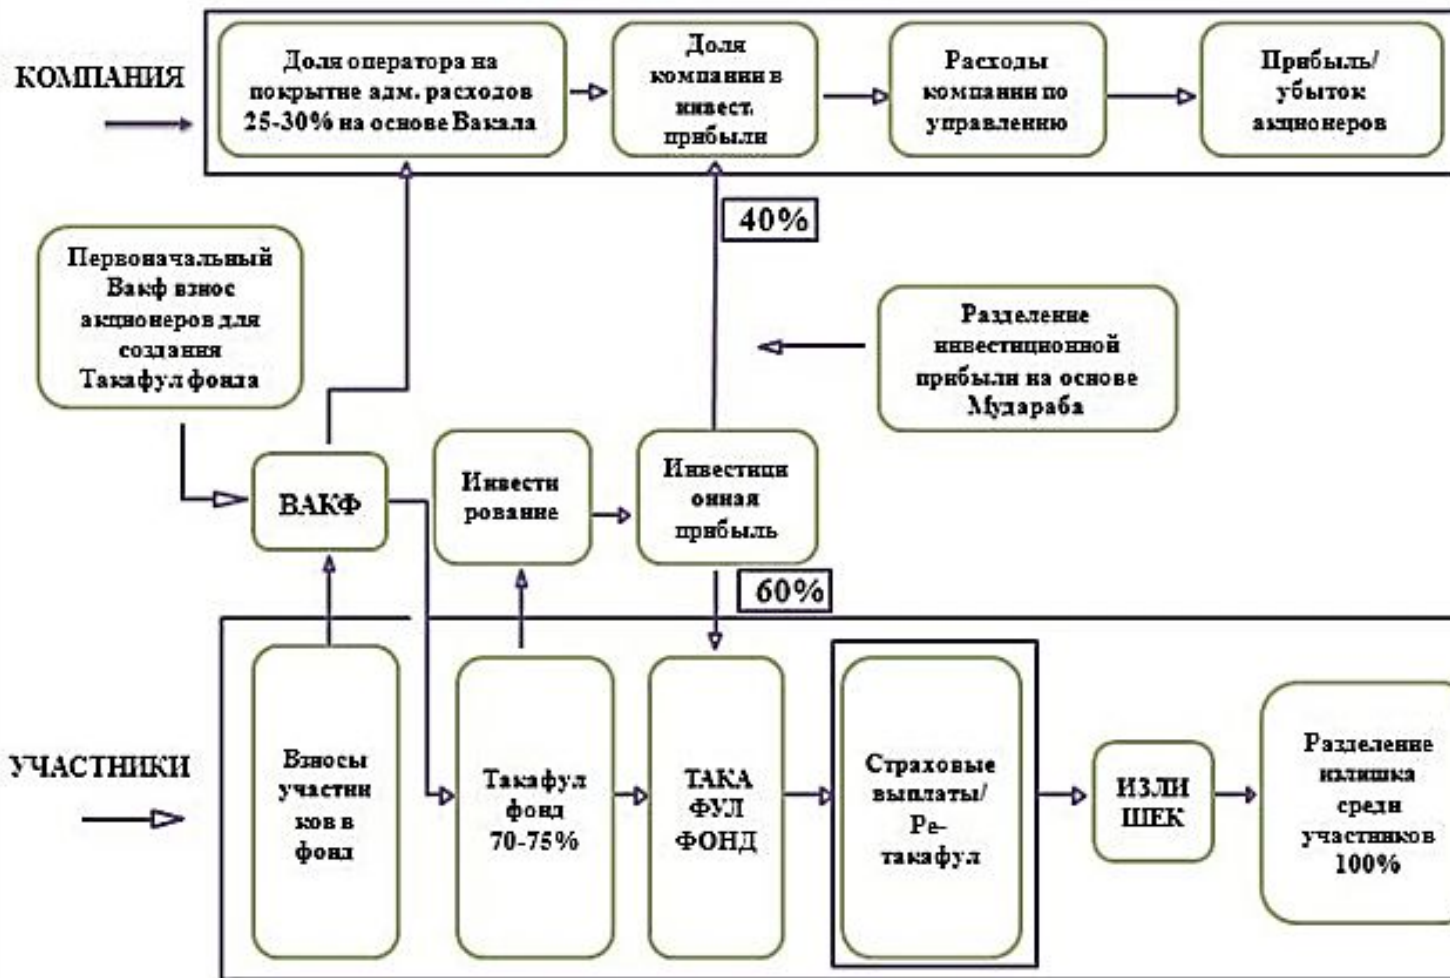 КОМПАНИЯ
Доля оператора на
покрытие адм. расходов
25-30% на основе Вакала
Доля
компании в
инвест.
прибыли
Расходы
компании по
управлению
Прибыль/
убыток
акционеров
40%
Первоначальный
Вакф взнос
акционеров для
создания
Такафул фонда
Разделение
инвестиционной
прибыли на основе
Мудараба
ВАКФ
Инвести
рование
Инвестици
онная
прибыль
60%
УЧАСТНИКИ
Взносы
участни
ков в
фонд
Такафул
фонд
70-75%
ТАКА
ФУЛ
ФОНД
Страховые
выплаты/
Ре-
такафул
ИЗЛИ
ШЕК
Разделение
излишка
среди
участников
100%